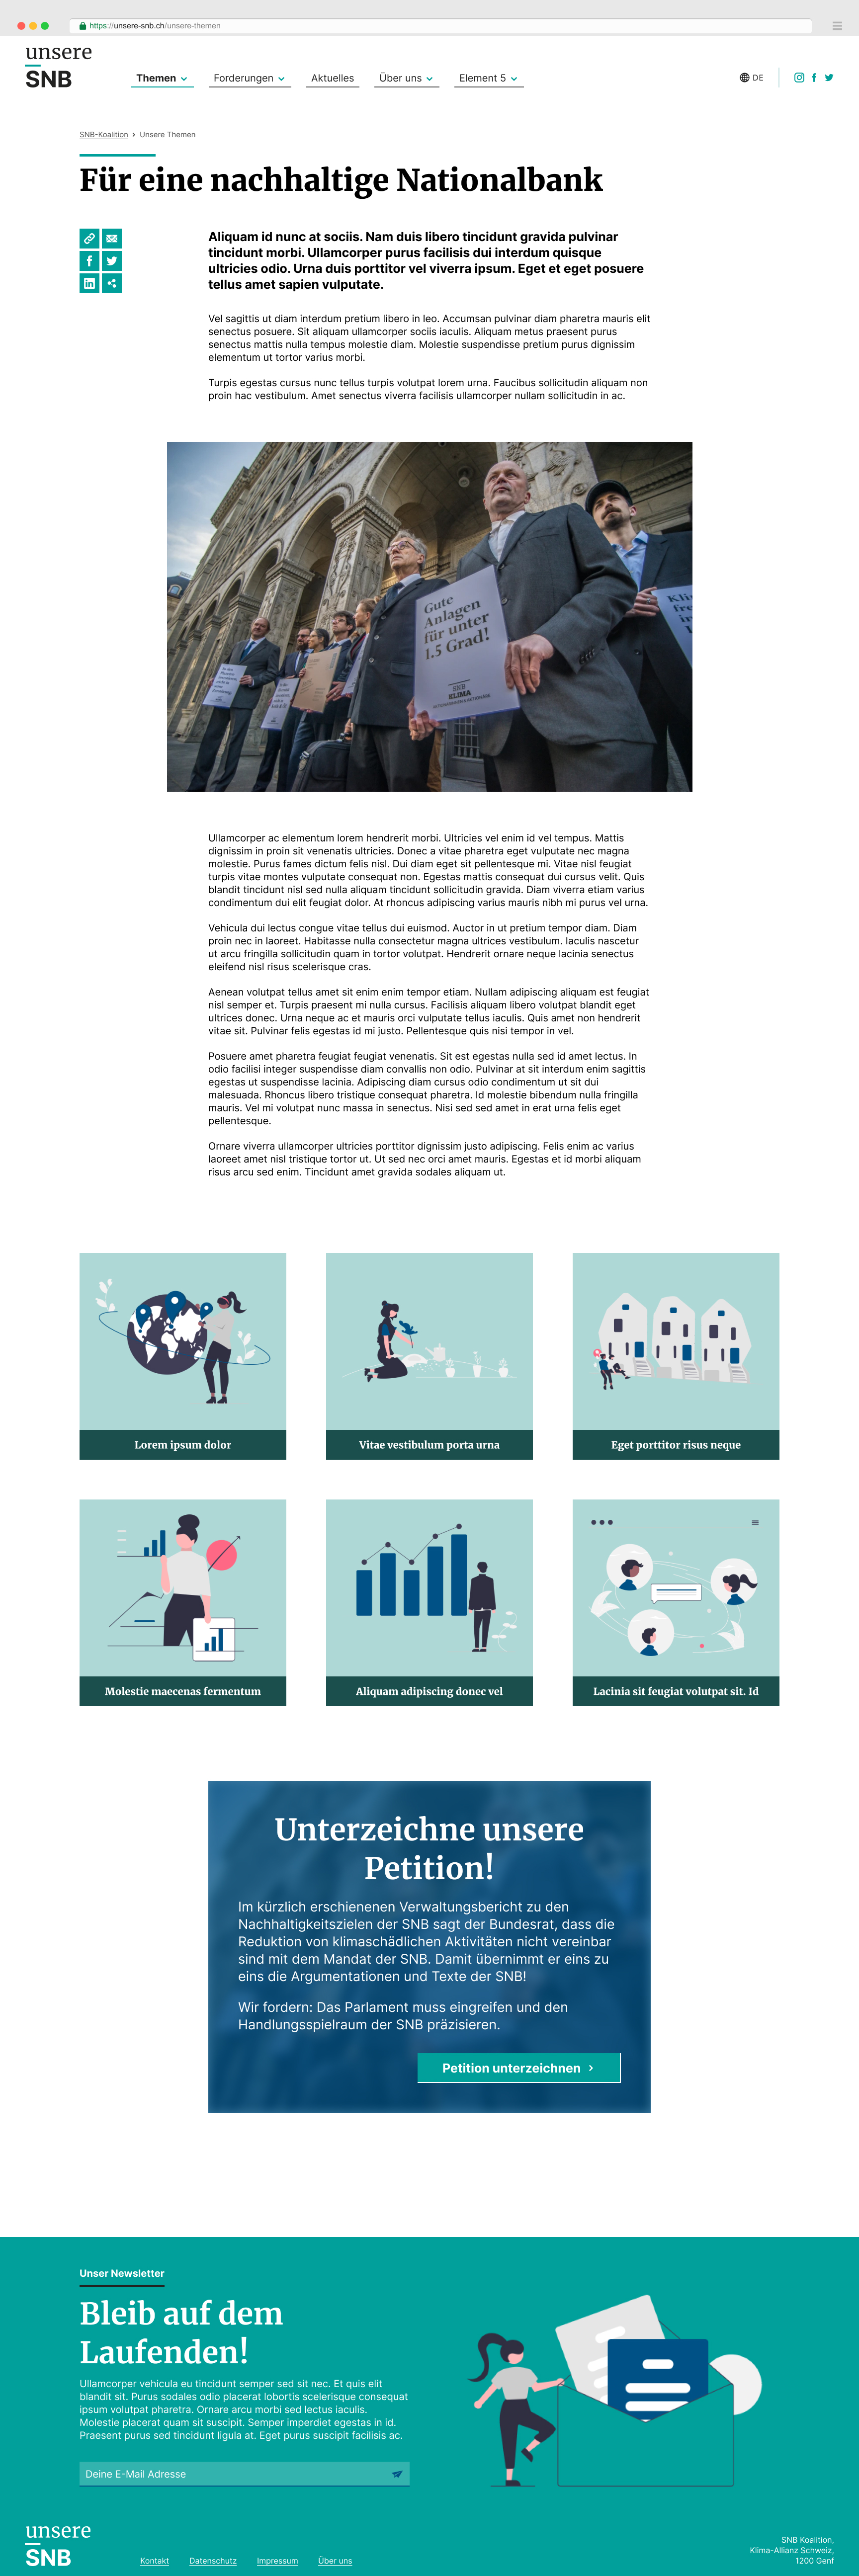 https://unsere-snb.ch/unsere-themen
unsere
SNB
Themen
Forderungen
Aktuelles
Über uns
Element 5
DE
SNB-Koalition › Unsere Themen
Für eine nachhaltige Nationalbank
Aliquam id nunc at sociis. Nam duis libero tincidunt gravida pulvinar
tincidunt morbi. Ullamcorper purus facilisis dui interdum quisque
ultricies odio. Urna duis porttitor vel viverra ipsum. Eget et eget posuere
tellus amet sapien vulputate.
Vel sagittis ut diam interdum pretium libero in leo. Accumsan pulvinar diam pharetra mauris elit
senectus posuere. Sit aliquam ullamcorper sociis iaculis. Aliquam metus praesent purus
senectus mattis nulla tempus molestie diam. Molestie suspendisse pretium purus dignissim
elementum ut tortor varius morbi.
Turpis egestas cursus nunc tellus turpis volutpat lorem urna. Faucibus sollicitudin aliquam non
proin hac vestibulum. Amet senectus viverra facilisis ullamcorper nullam sollicitudin in ac.
Gute
Anlagen
für unter
1.5 Grad!
SNB
KLIMA
Ullamcorper ac elementum lorem hendrerit morbi. Ultricies vel enim id vel tempus. Mattis
dignissim in proin sit venenatis ultricies. Donec a vitae pharetra eget vulputate nec magna
molestie. Purus fames dictum felis nisl. Dui diam eget sit pellentesque mi. Vitae nisl feugiat
turpis vitae montes vulputate consequat non. Egestas mattis consequat dui cursus velit. Quis
blandit tincidunt nisl sed nulla aliquam tincidunt sollicitudin gravida. Diam viverra etiam varius
condimentum dui elit feugiat dolor. At rhoncus adipiscing varius mauris nibh mi purus vel urna.
Vehicula dui lectus congue vitae tellus dui euismod. Auctor in ut pretium tempor diam. Diam
proin nec in laoreet. Habitasse nulla consectetur magna ultrices vestibulum. Iaculis nascetur
ut arcu fringilla sollicitudin quam in tortor volutpat. Hendrerit ornare neque lacinia senectus
eleifend nisl risus scelerisque cras.
Aenean volutpat tellus amet sit enim enim tempor etiam. Nullam adipiscing aliquam est feugiat
nisl semper et. Turpis praesent mi nulla cursus. Facilisis aliquam libero volutpat blandit eget
ultrices donec. Urna neque ac et mauris orci vulputate tellus iaculis. Quis amet non hendrerit
vitae sit. Pulvinar felis egestas id mi justo. Pellentesque quis nisi tempor in vel.
Posuere amet pharetra feugiat feugiat venenatis. Sit est egestas nulla sed id amet lectus. In
odio facilisi integer suspendisse diam convallis non odio. Pulvinar at sit interdum enim sagittis
egestas ut suspendisse lacinia. Adipiscing diam cursus odio condimentum ut sit dui
malesuada. Rhoncus libero tristique consequat pharetra. Id molestie bibendum nulla fringilla
mauris. Vel mi volutpat nunc massa in senectus. Nisi sed sed amet in erat urna felis eget
pellentesque.
Ornare viverra ullamcorper ultricies porttitor dignissim justo adipiscing. Felis enim ac varius
laoreet amet nisl tristique tortor ut. Ut sed nec orci amet mauris. Egestas et id morbi aliquam
risus arcu sed enim. Tincidunt amet gravida sodales aliquam ut.
Lorem ipsum dolor
Vitae vestibulum porta urna
Eget porttitor risus neque
Molestie maecenas fermentum
Aliquam adipiscing donec vel
Lacinia sit feugiat volutpat sit. Id
Unterzeichne unsere
Petition!
Im kürzlich erschienenen Verwaltungsbericht zu den
Nachhaltigkeitszielen der SNB sagt der Bundesrat, dass die
Reduktion von klimaschädlichen Aktivitäten nicht vereinbar
sind mit dem Mandat der SNB. Damit übernimmt er eins zu
eins die Argumentationen und Texte der SNB!
Wir fordern: Das Parlament muss eingreifen und den
Handlungsspielraum der SNB präzisieren.
Petition unterzeichnen ›
Unser Newsletter
Bleib auf dem
Laufenden!
Ullamcorper vehicula eu tincidunt semper sed sit nec. Et quis elit
blandit sit. Purus sodales odio placerat lobortis scelerisque consequat
ipsum volutpat pharetra. Ornare arcu morbi sed lectus iaculis.
Molestie placerat quam sit suscipit. Semper imperdiet egestas in id.
Praesent purus sed tincidunt ligula at. Eget purus suscipit facilisis ac.
Deine E-Mail Adresse
unsere
SNB
Kontakt
Datenschutz
Impressum
Über uns
SNB Koalition,
Klima-Allianz Schweiz,
1200 Genf